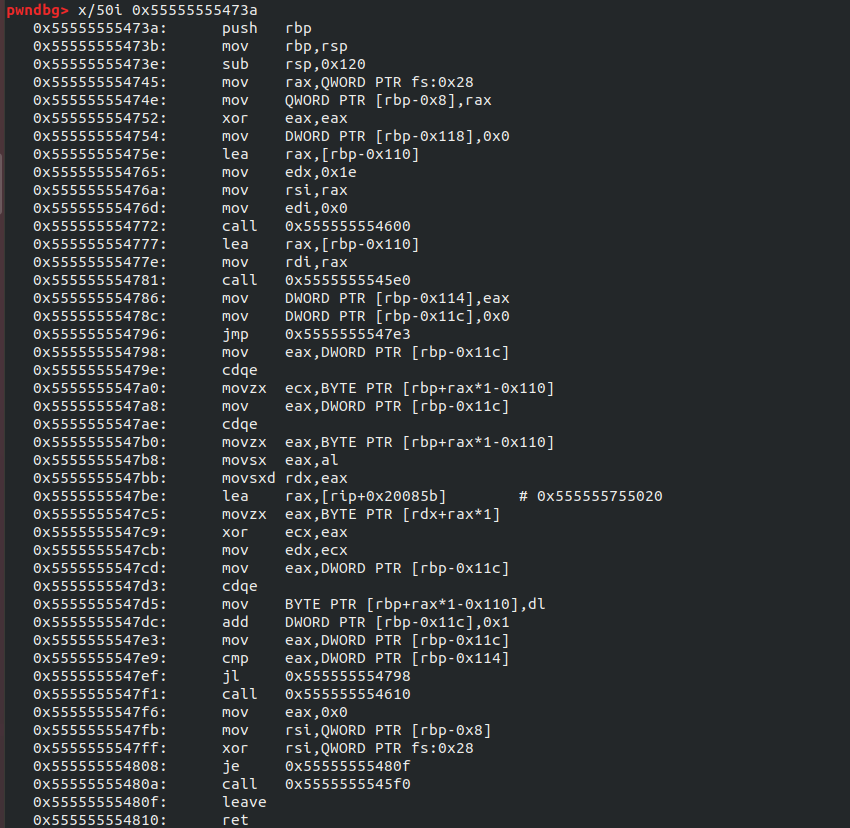 pwndbg> x/50i 0x55555555473a
0x55555555473a: push rbp
0x55555555473b: mov rbp,rsp
0x55555555473e: sub rsp,0x120
0x555555554745: mov rax,QWORD PTR fs:0x28
0x55555555474e: mov QWORD PTR [rbp-0x8],rax
0x555555554752: xor eax,eax
0x555555554754: mov DWORD PTR [rbp-0x118],0x0
0x55555555475e: lea rax,[rbp-0x110]
0x555555554765: mov edx,0x1e
0x55555555476a: mov rsi,rax
0x55555555476d: mov edi,0x0
0x555555554772: call 0x555555554600
0x555555554777: lea rax,[rbp-0x110]
0x55555555477e: mov rdi,rax
0x555555554781: call 0x5555555545e0
0x555555554786: mov DWORD PTR [rbp-0x114],eax
0x55555555478c: mov DWORD PTR [rbp-0x11c],0x0
0x555555554796: jmp 0x5555555547e3
0x555555554798: mov eax,DWORD PTR [rbp-0x11c]
0x55555555479e: cdqe
0x5555555547a0: movzx ecx,BYTE PTR [rbp+rax*1-0x110]
0x5555555547a8: mov eax,DWORD PTR [rbp-0x11c]
0x5555555547ae: cdqe
0x5555555547b0: movzx eax,BYTE PTR [rbp+rax*1-0x110]
0x5555555547b8: movsx eax,al
0x5555555547bb: movsxd rdx,eax
0x5555555547be: lea rax,[rip+0x20085b] # 0x555555755020
0x5555555547c5: movzx eax,BYTE PTR [rdx+rax*1]
0x5555555547c9: xor ecx,eax
0x5555555547cb: mov edx,ecx
0x5555555547cd: mov eax,DWORD PTR [rbp-0x11c]
0x5555555547d3: cdqe
0x5555555547d5: mov BYTE PTR [rbp+rax*1-0x110],dl
0x5555555547dc: add DWORD PTR [rbp-0x11c],0x1
0x5555555547e3: mov eax,DWORD PTR [rbp-0x11c]
0x5555555547e9: cmp eax,DWORD PTR [rbp-0x114]
0x5555555547ef: jl 0x555555554798
0x5555555547f1: call 0x555555554610
0x5555555547f6: mov eax,0x0
0x5555555547fb: mov rsi,QWORD PTR [rbp-0x8]
0x5555555547ff: xor rsi,QWORD PTR fs:0x28
0x555555554808: je 0x55555555480f
0x55555555480a: call 0x5555555545f0
0x55555555480f: leave
0x555555554810: ret